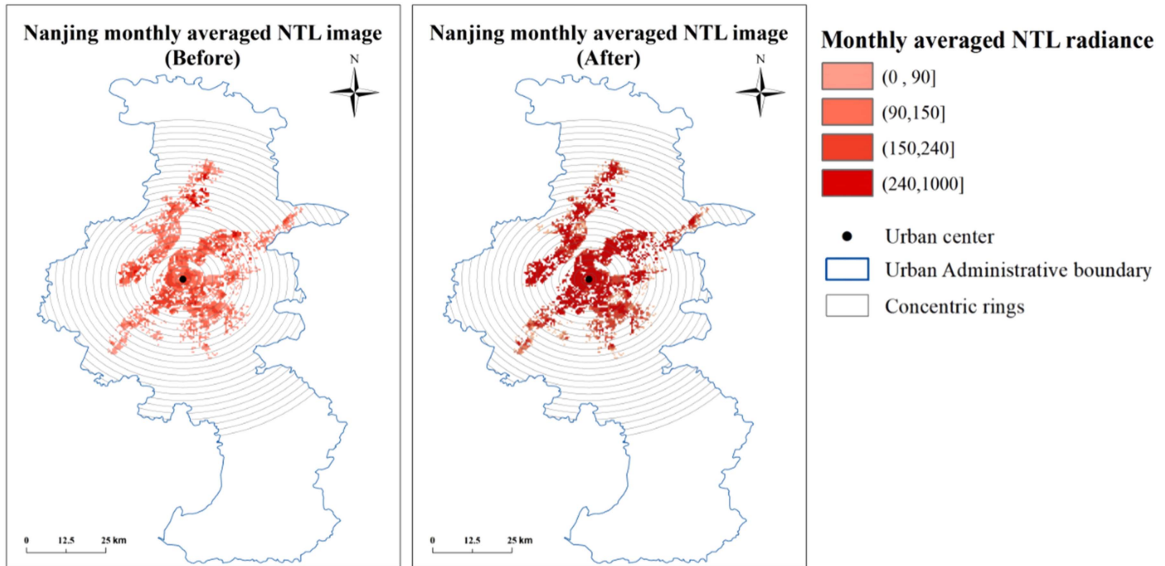 Nanjing monthly averaged NTL image
(Before)
N
0 12.5 25 km
Nanjing monthly averaged NTL image
(After)
N
0 12.5 25 km
Monthly averaged NTL radiance
(0 , 90]
(90,150]
(150,240]
(240,1000]
Urban center
Urban Administrative boundary
Concentric rings